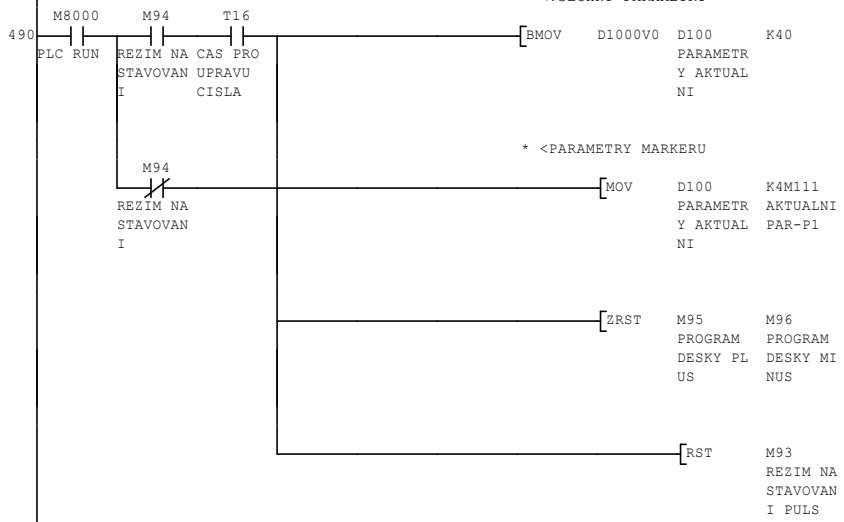 M8000 M94 T16
490 BMOV D1000V0 D100 K40
PLC RUN REZIM NA CAS PRO PARAMETR
STAVOVAN UPRAVU Y AKTUAL
I CISLA NI
* <PARAMETRY MARKERU
M94
MOV D100 K4M111
REZIM NA PARAMETR AKTUALNI
STAVOVAN Y AKTUAL PAR-P1
I NI
ZRST M95 M96
PROGRAM PROGRAM
DESKY PL DESKY MI
US NUS
RST M93
REZIM NA
STAVOVAN
I PULS